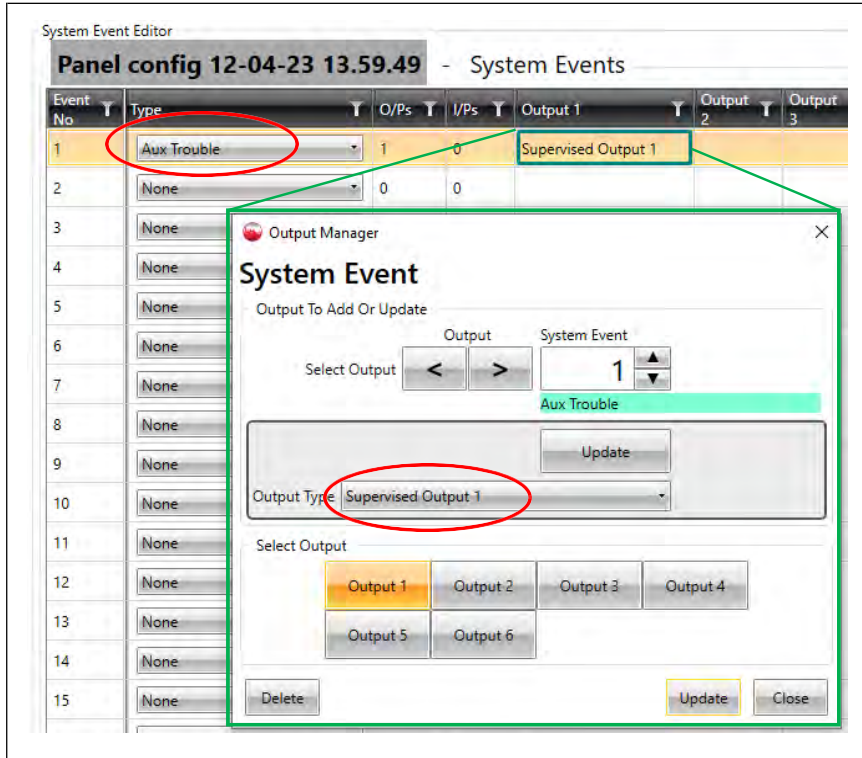 System Event Editor
Panel config 12-04-23 13.59.49 - System Events
Event No Type O/Ps I/Ps Output 1 Output 2 Output 3
1 Aux Trouble 1 0 Supervised Output 1
2 None 0 0
3 None
4 None
5 None
6 None
7 None
8 None
9 None
10 None
11 None
12 None
13 None
14 None
15 None
Output Manager
System Event
Output To Add Or Update
Output System Event
Select Output < > 1
Aux Trouble
Update
Output Type Supervised Output 1
Select Output
Output 1 Output 2 Output 3 Output 4
Output 5 Output 6
Delete Update Close